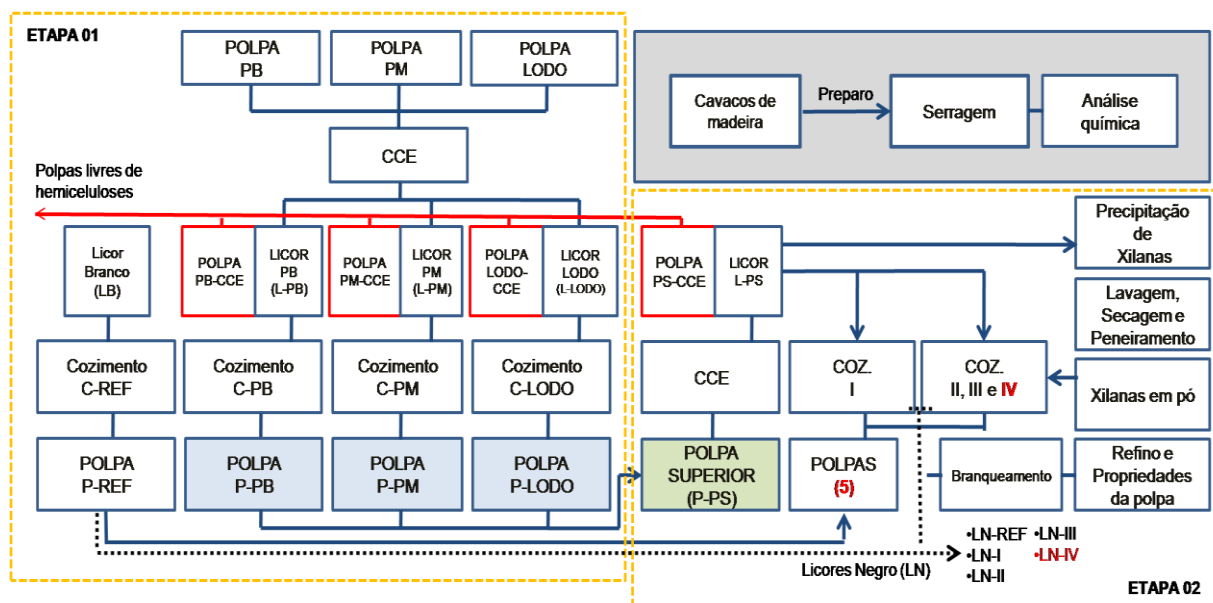 ETAPA 01
POLPA
PB
POLPA
PM
POLPA
LODO
CCE
Cavacos de
madeira
Preparo
Serragem
Análise
química
Polpas livres de
hemiceluloses
Licor
Branco
(LB)
POLPA
PB-CCE
LICOR
PB
(L-PB)
POLPA
PM-CCE
LICOR
PM
(L-PM)
POLPA
LODO-
CCE
LICOR
LODO
(L-LODO)
POLPA
PS-CCE
LICOR
L-PS
Precipitação
de
Xilanas
Lavagem,
Secagem e
Peneiramento
Cozimento
C-REF
Cozimento
C-PB
Cozimento
C-PM
Cozimento
C-LODO
CCE
COZ.
I
COZ.
II, III e IV
Xilanas em pó
POLPA
P-REF
POLPA
P-PB
POLPA
P-PM
POLPA
P-LODO
POLPA
SUPERIOR
(P-PS)
POLPAS
(5)
Branqueamento
Refino e
Propriedades
da polpa
Licores Negro (LN)
•LN-REF •LN-III
•LN-I •LN-IV
•LN-II
ETAPA 02